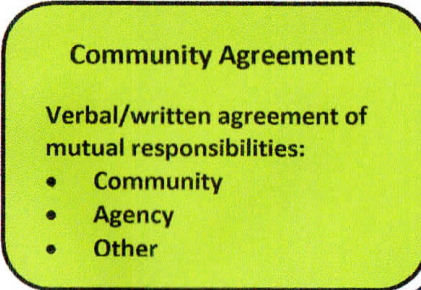 Community Agreement
Verbal/written agreement of
mutual responsibilities:
• Community
• Agency
• Other